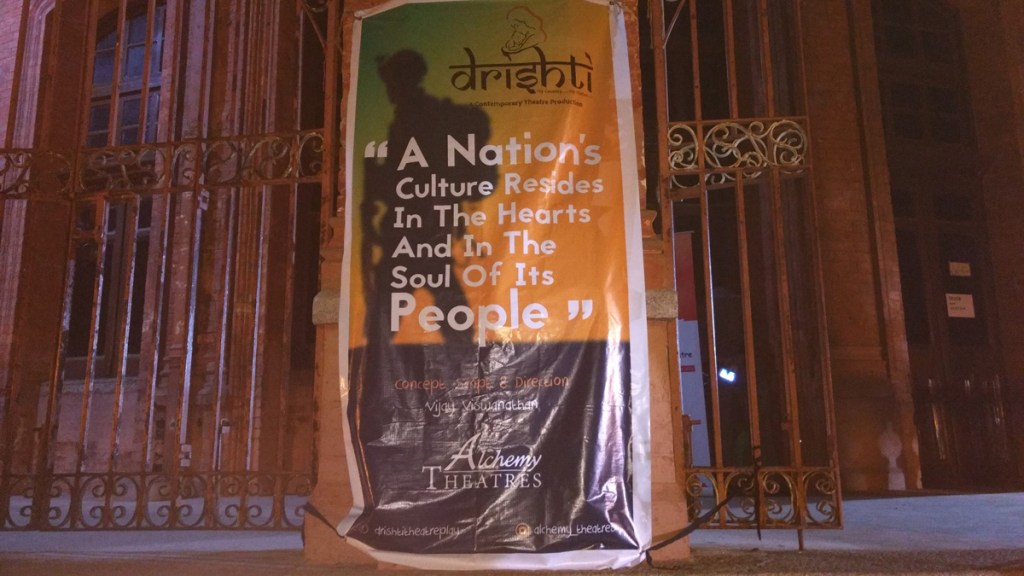 drishti
Contemporary Theatre Production
“ A Nation's
Culture Resides
In The Hearts
And In The
Soul Of Its
People ”
Concept, Script & Direction
Vijay Viswanathan
Alchemy
THEATRES
drishtitheatreplay
alchemy_theatres